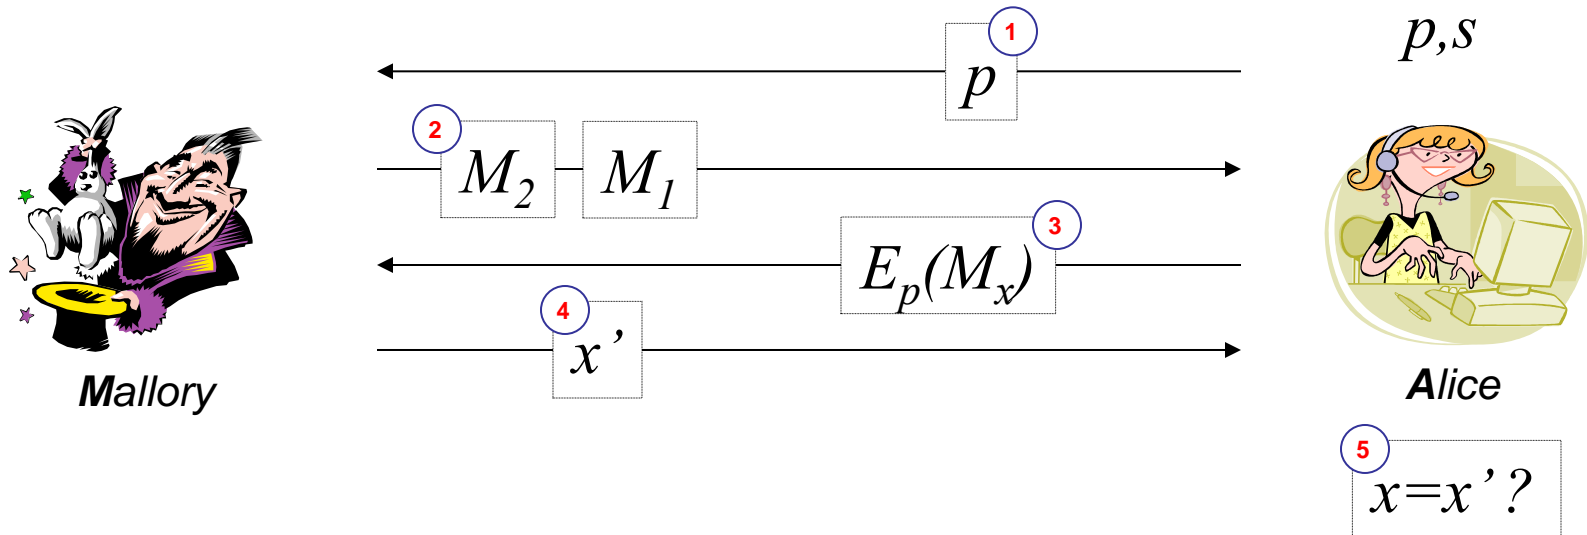 1
p
p,s
2
M₂ M₁
3
Eₚ(Mₓ)
4
x’
Mallory
Alice
5
x=x’?